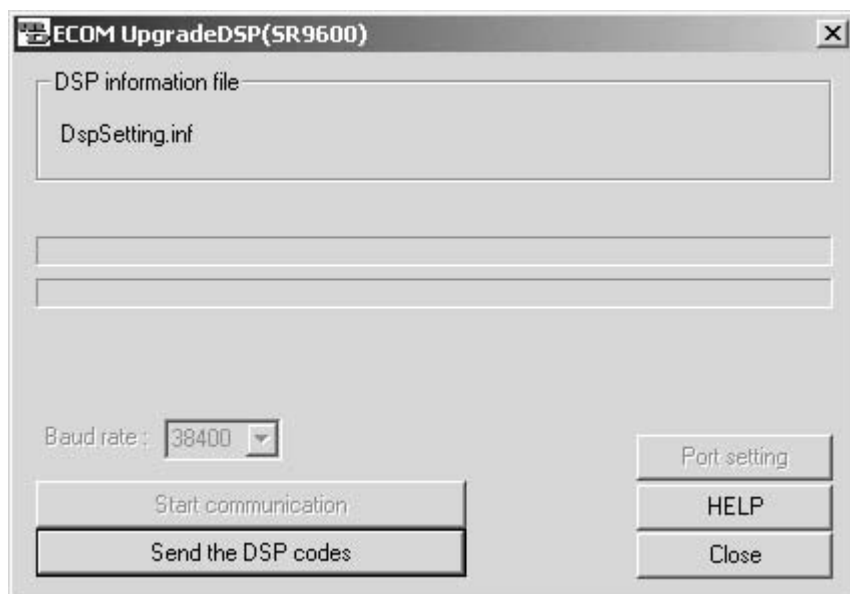 ECOM UpgradeDSP(SR9600)
DSP information file
DspSetting.inf
Baud rate : 38400
Port setting
Start communication
HELP
Send the DSP codes
Close